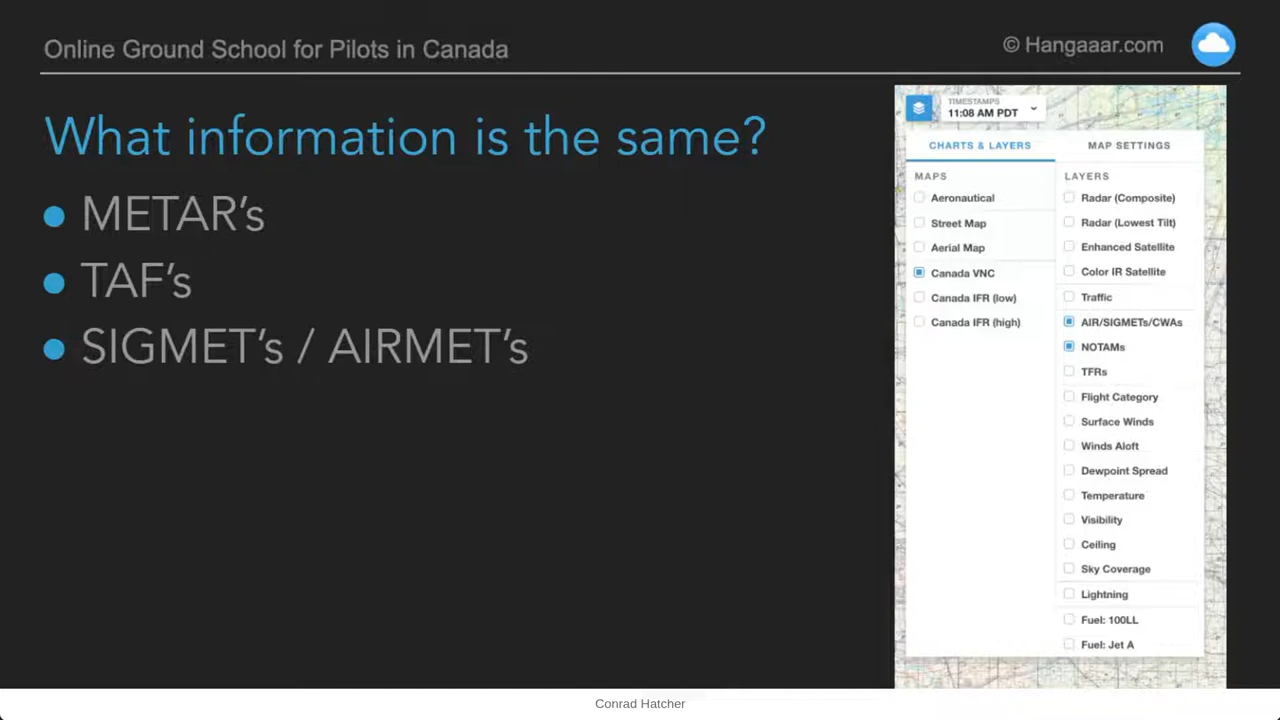 Online Ground School for Pilots in Canada
© Hangaaar.com
What information is the same?
METAR’s
TAF’s
SIGMET’s / AIRMET’s
TIMESTAMPS
11:08 AM PDT
CHARTS & LAYERS
MAP SETTINGS
MAPS
Aeronautical
Street Map
Aerial Map
Canada VNC
Canada IFR (low)
Canada IFR (high)
LAYERS
Radar (Composite)
Radar (Lowest Tilt)
Enhanced Satellite
Color IR Satellite
Traffic
AIR/SIGMETs/CWAs
NOTAMs
TFRs
Flight Category
Surface Winds
Winds Aloft
Dewpoint Spread
Temperature
Visibility
Ceiling
Sky Coverage
Lightning
Fuel: 100LL
Fuel: Jet A
Conrad Hatcher